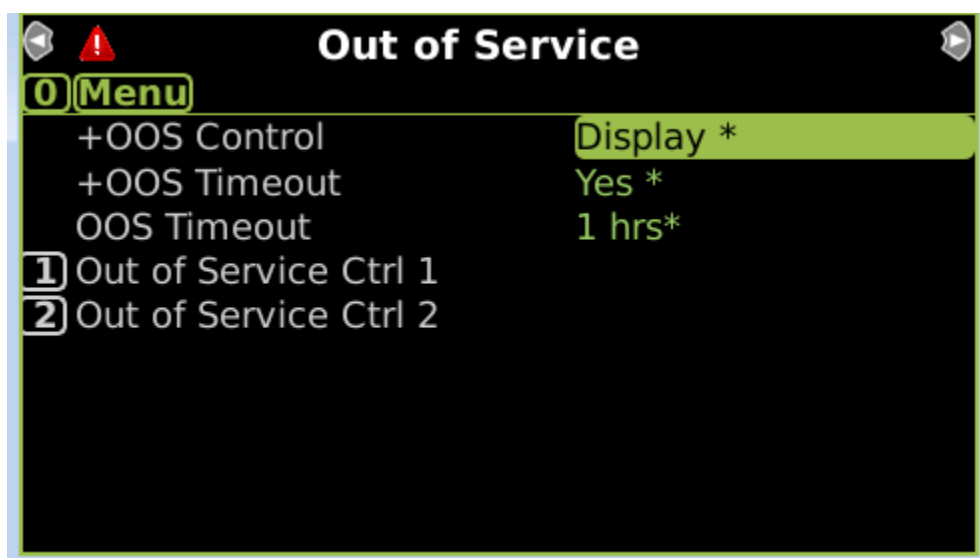 Out of Service
0 Menu
+OOS Control Display *
+OOS Timeout Yes *
OOS Timeout 1 hrs*
1 Out of Service Ctrl 1
2 Out of Service Ctrl 2